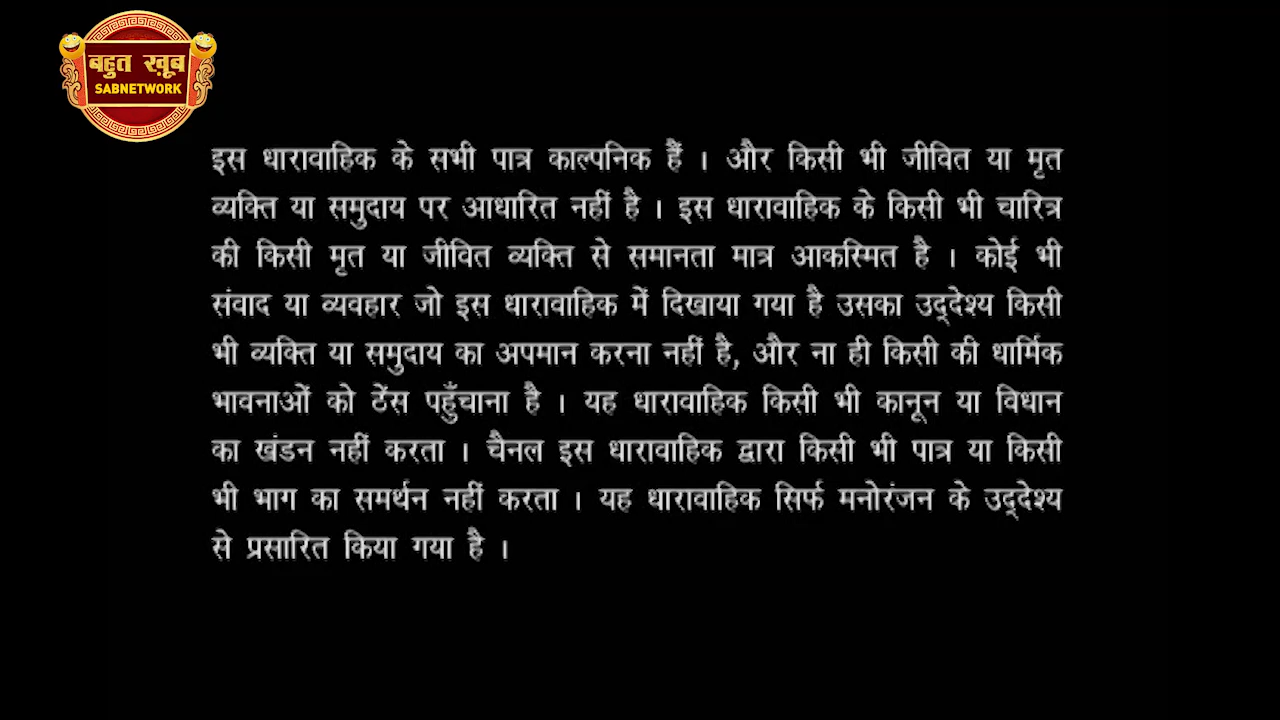 बहुत ख़ूब
SABNETWORK
इस धारावाहिक के सभी पात्र काल्पनिक हैं । और किसी भी जीवित या मृत
व्यक्ति या समुदाय पर आधारित नहीं है । इस धारावाहिक के किसी भी चारित्र
की किसी मृत या जीवित व्यक्ति से समानता मात्र आकस्मित है । कोई भी
संवाद या व्यवहार जो इस धारावाहिक में दिखाया गया है उसका उद्देश्य किसी
भी व्यक्ति या समुदाय का अपमान करना नहीं है, और ना ही किसी की धार्मिक
भावनाओं को टेंस पहुँचाना है । यह धारावाहिक किसी भी कानून या विधान
का खंडन नहीं करता । चैनल इस धारावाहिक द्वारा किसी भी पात्र या किसी
भी भाग का समर्थन नहीं करता । यह धारावाहिक सिर्फ मनोरंजन के उद्देश्य
से प्रसारित किया गया है ।